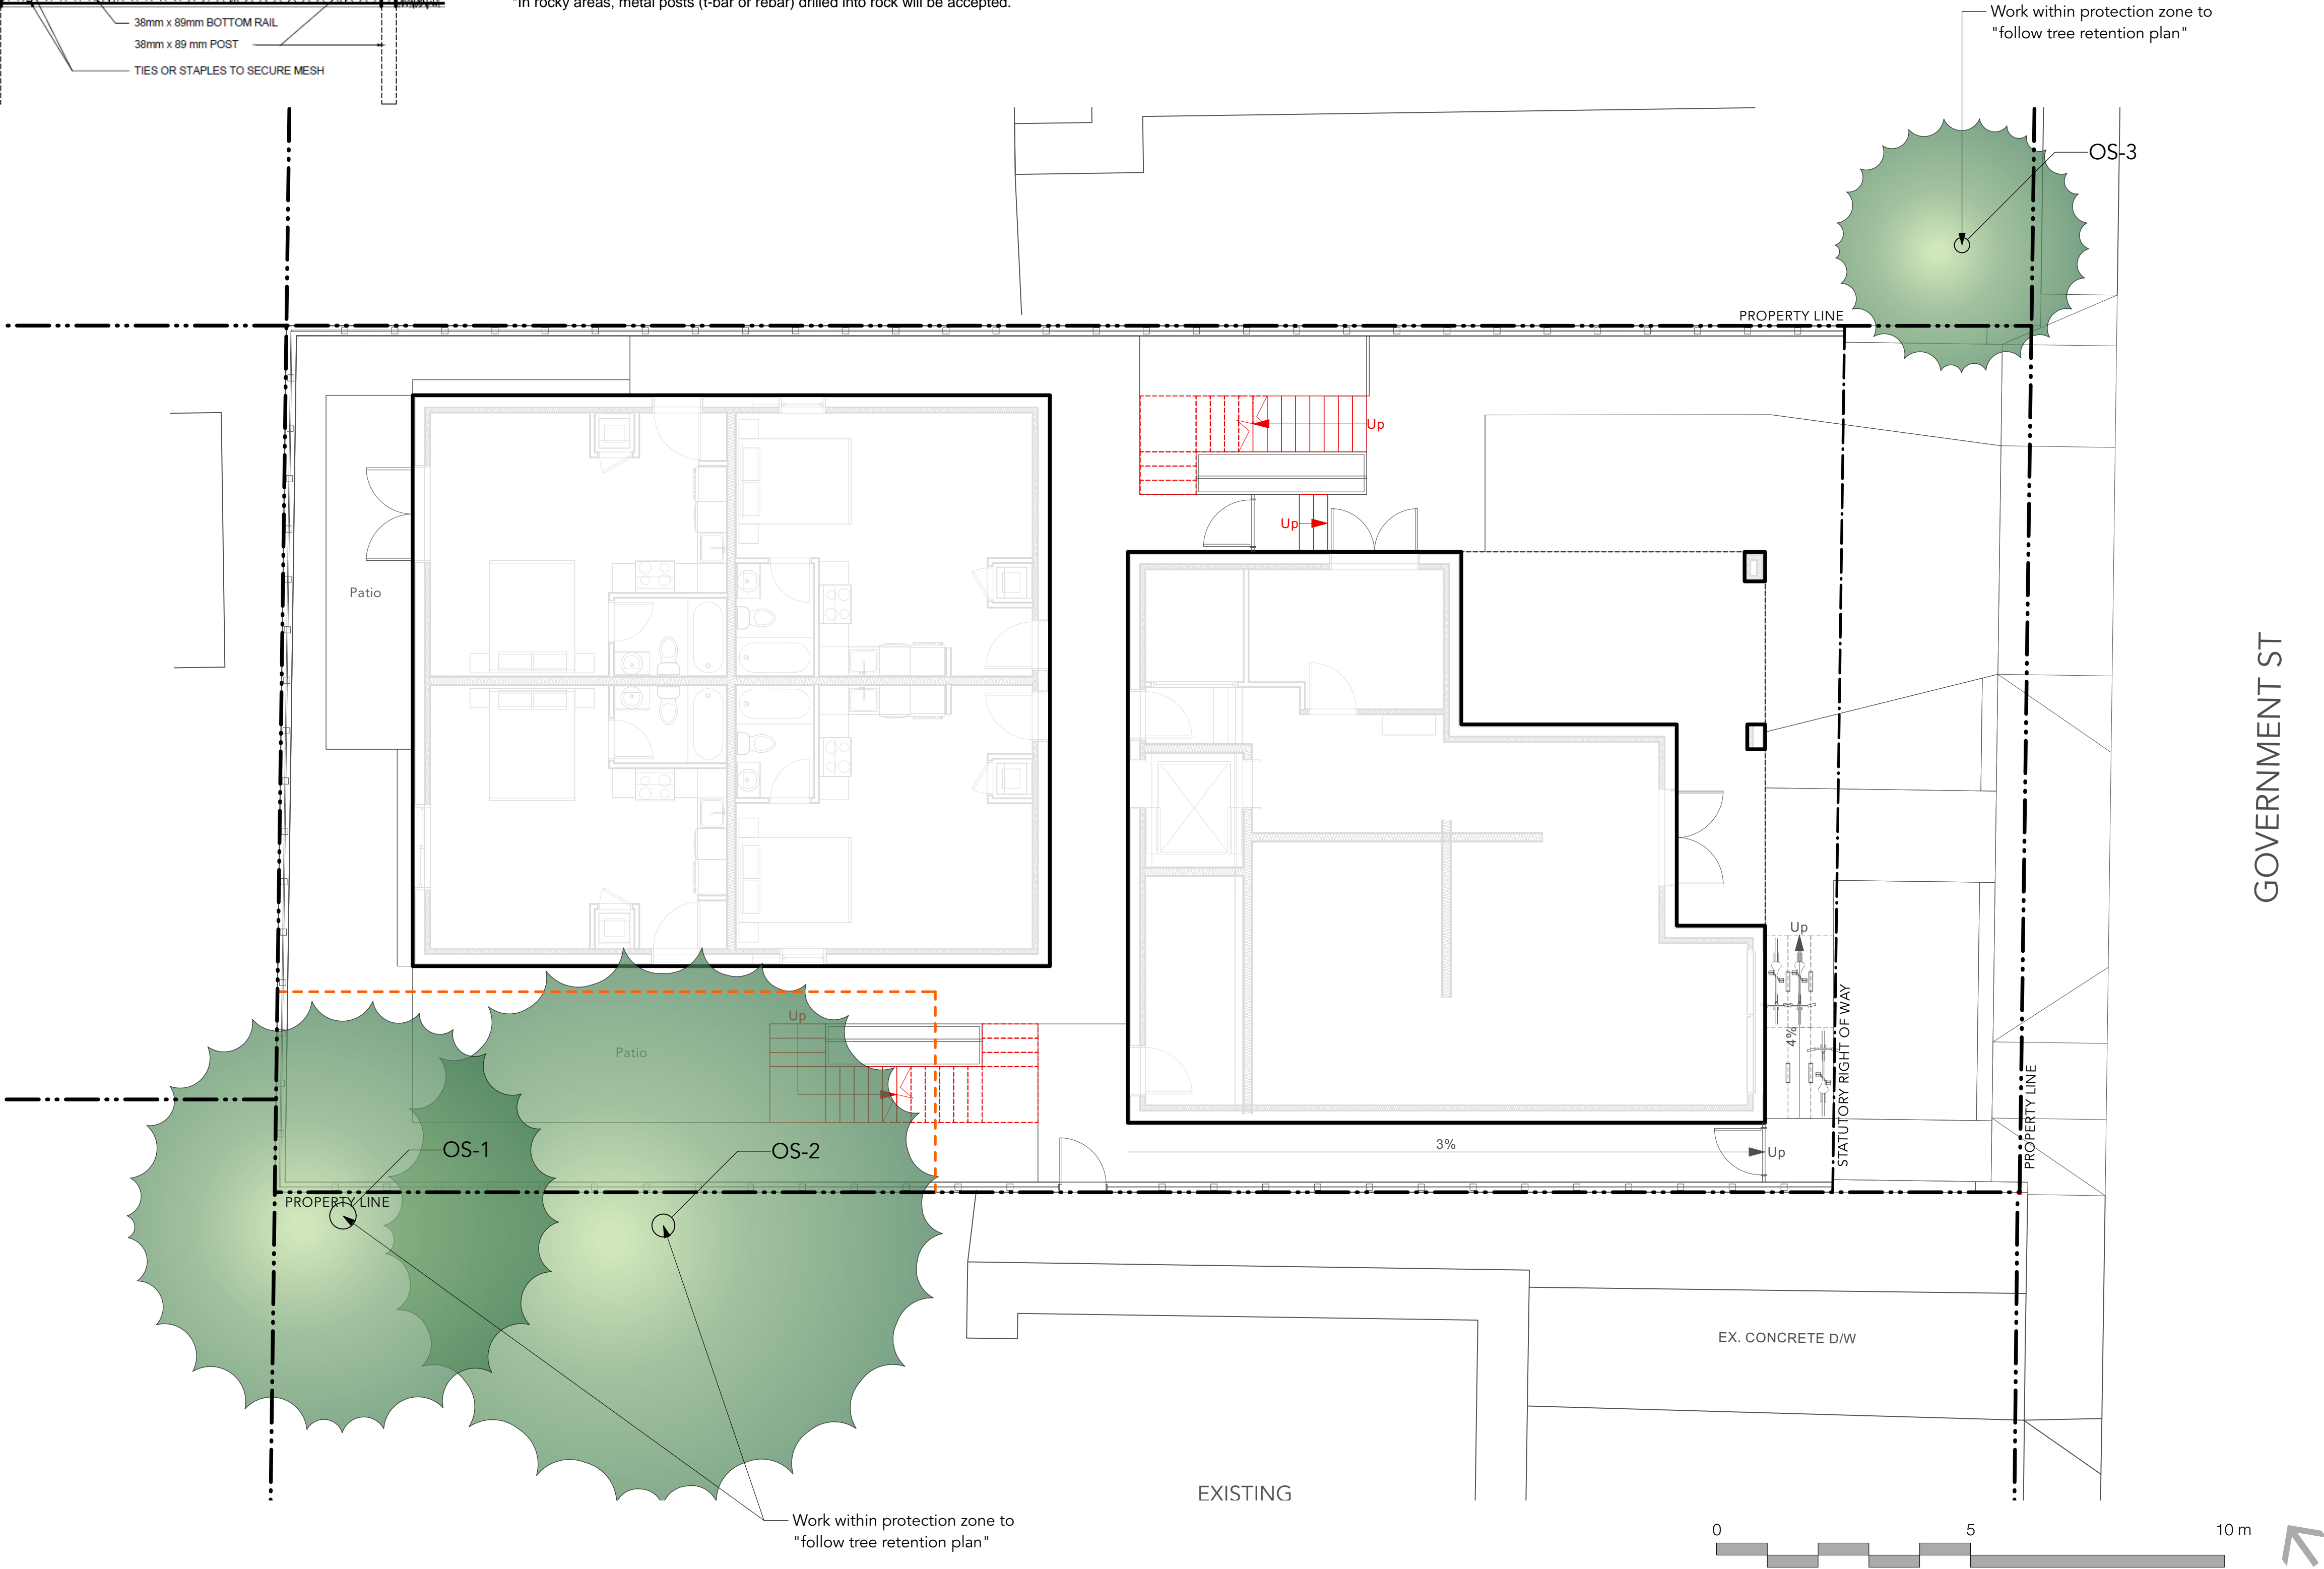 "In rocky areas, metal posts (t-bar or rebar) drilled into rock will be accepted.
38mm x 89mm BOTTOM RAIL
38mm x 89 mm POST
TIES OR STAPLES TO SECURE MESH
Work within protection zone to
"follow tree retention plan"
OS-3
PROPERTY LINE
Up
Up
Patio
GOVERNMENT ST
Up
4%
STATUTORY RIGHT OF WAY
PROPERTY LINE
Up
Patio
OS-1
OS-2
3%
Up
PROPERTY LINE
EX. CONCRETE D/W
EXISTING
Work within protection zone to
"follow tree retention plan"
0 5 10 m